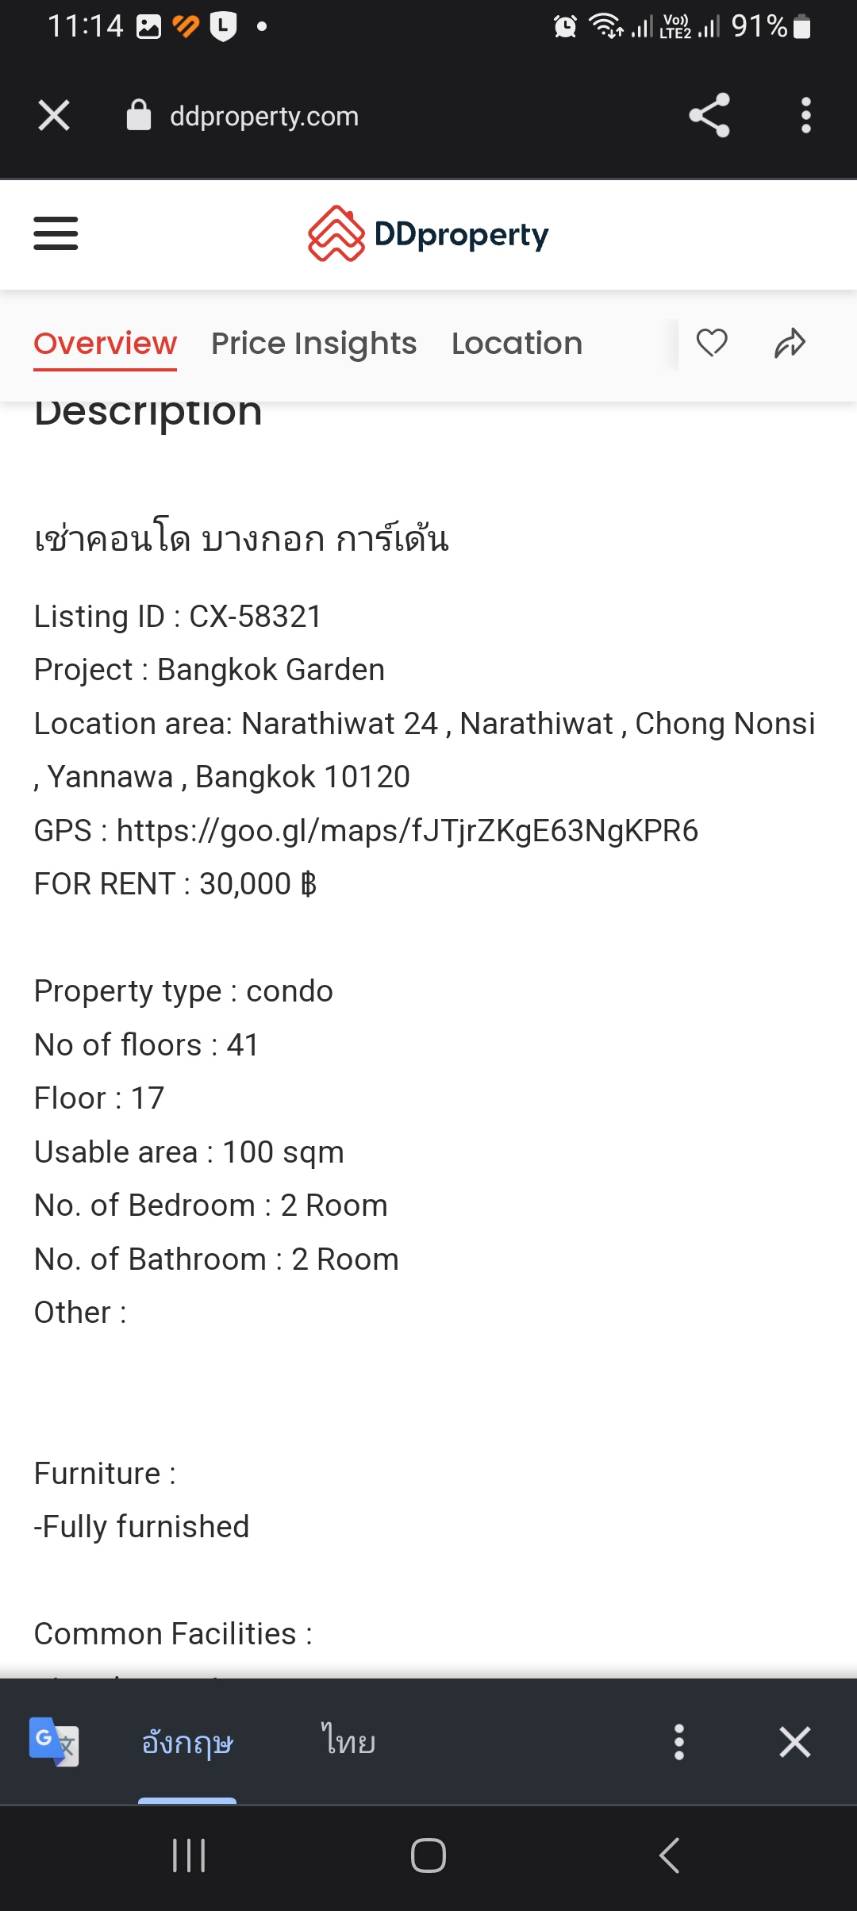 11:14
Vo))
LTE2
91%
ddproperty.com
DDproperty
Overview Price Insights Location
Description
เช่าคอนโด บางกอก การ์เด้น
Listing ID : CX-58321
Project : Bangkok Garden
Location area: Narathiwat 24 , Narathiwat , Chong Nonsi
, Yannawa , Bangkok 10120
GPS : https://goo.gl/maps/fJTjrZKgE63NgKPR6
FOR RENT : 30,000 ฿
Property type : condo
No of floors : 41
Floor : 17
Usable area : 100 sqm
No. of Bedroom : 2 Room
No. of Bathroom : 2 Room
Other :
Furniture :
-Fully furnished
Common Facilities :
อังกฤษ ไทย